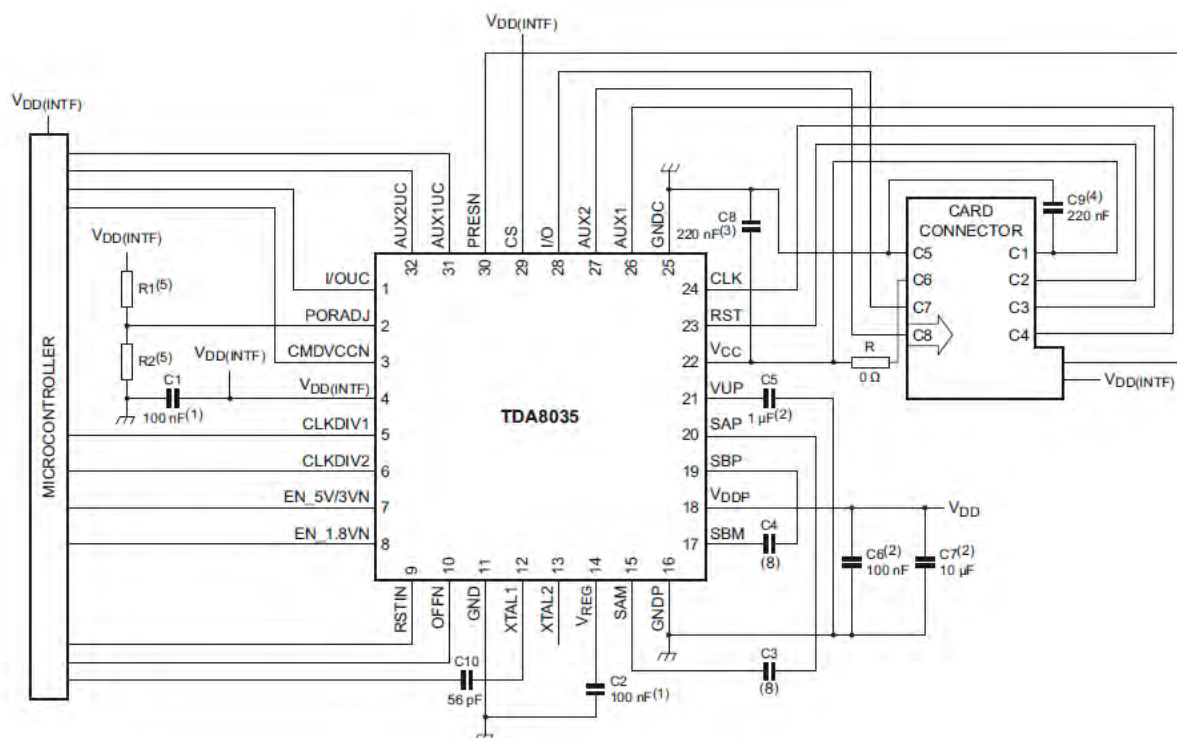 VDD(INTF)
VDD(INTF)
MICROCONTROLLER
VDD(INTF)
R1(5)
R2(5)
C1
100 nF(1)
VDD(INTF)
AUX2UC
AUX1UC
PRESN
CS
I/O
AUX2
AUX1
GNDC
32
31
30
29
28
27
26
25
C8
220 nF(3)
C9(4)
220 nF
CARD
CONNECTOR
C5
C6
C7
C8
C1
C2
C3
C4
VDD(INTF)
I/OUC
1
PORADJ
2
CMDVCCN
3
VDD(INTF)
4
CLKDIV1
5
CLKDIV2
6
EN_5V/3VN
7
EN_1.8VN
8
TDA8035
24
CLK
23
RST
22
VCC
R
0 Ω
21
VUP
C5
1 μF(2)
20
SAP
19
SBP
18
VDDP
VDD
17
SBM
C4
(8)
C6(2)
100 nF
C7(2)
10 μF
9
10
11
12
13
14
15
16
RSTIN
OFFN
GND
XTAL1
XTAL2
VREG
SAM
GNDP
C10
56 pF
C2
100 nF(1)
C3
(8)